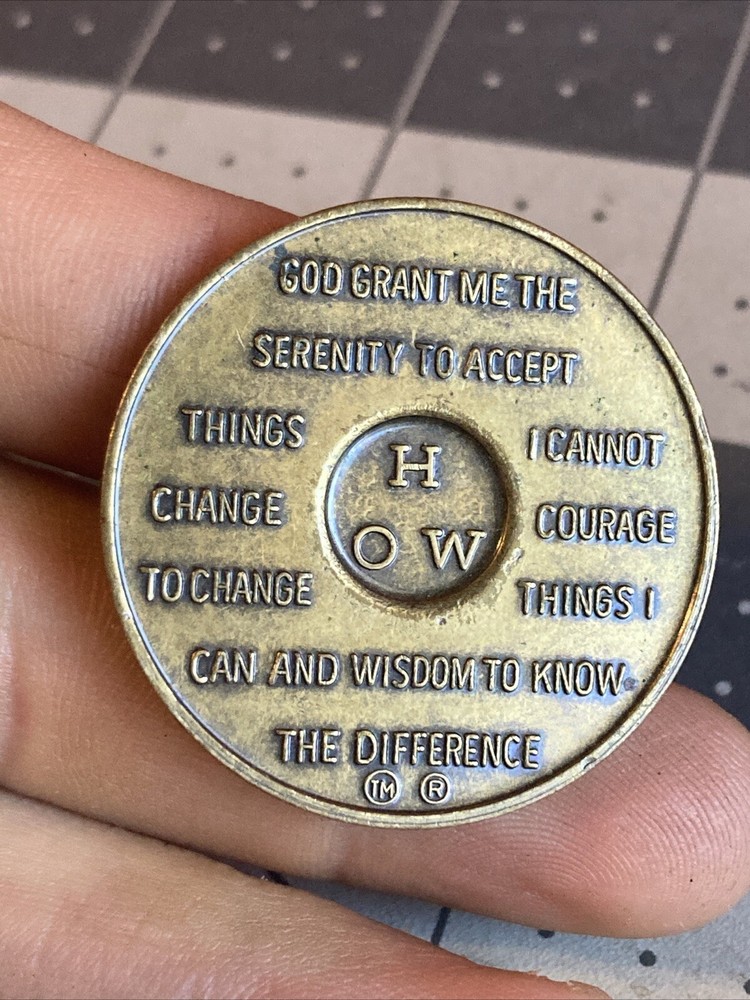 GOD GRANT ME THE
SERENITY TO ACCEPT
THINGS I CANNOT
H
CHANGE COURAGE
O W
TO CHANGE THINGS I
CAN AND WISDOM TO KNOW
THE DIFFERENCE
TM R